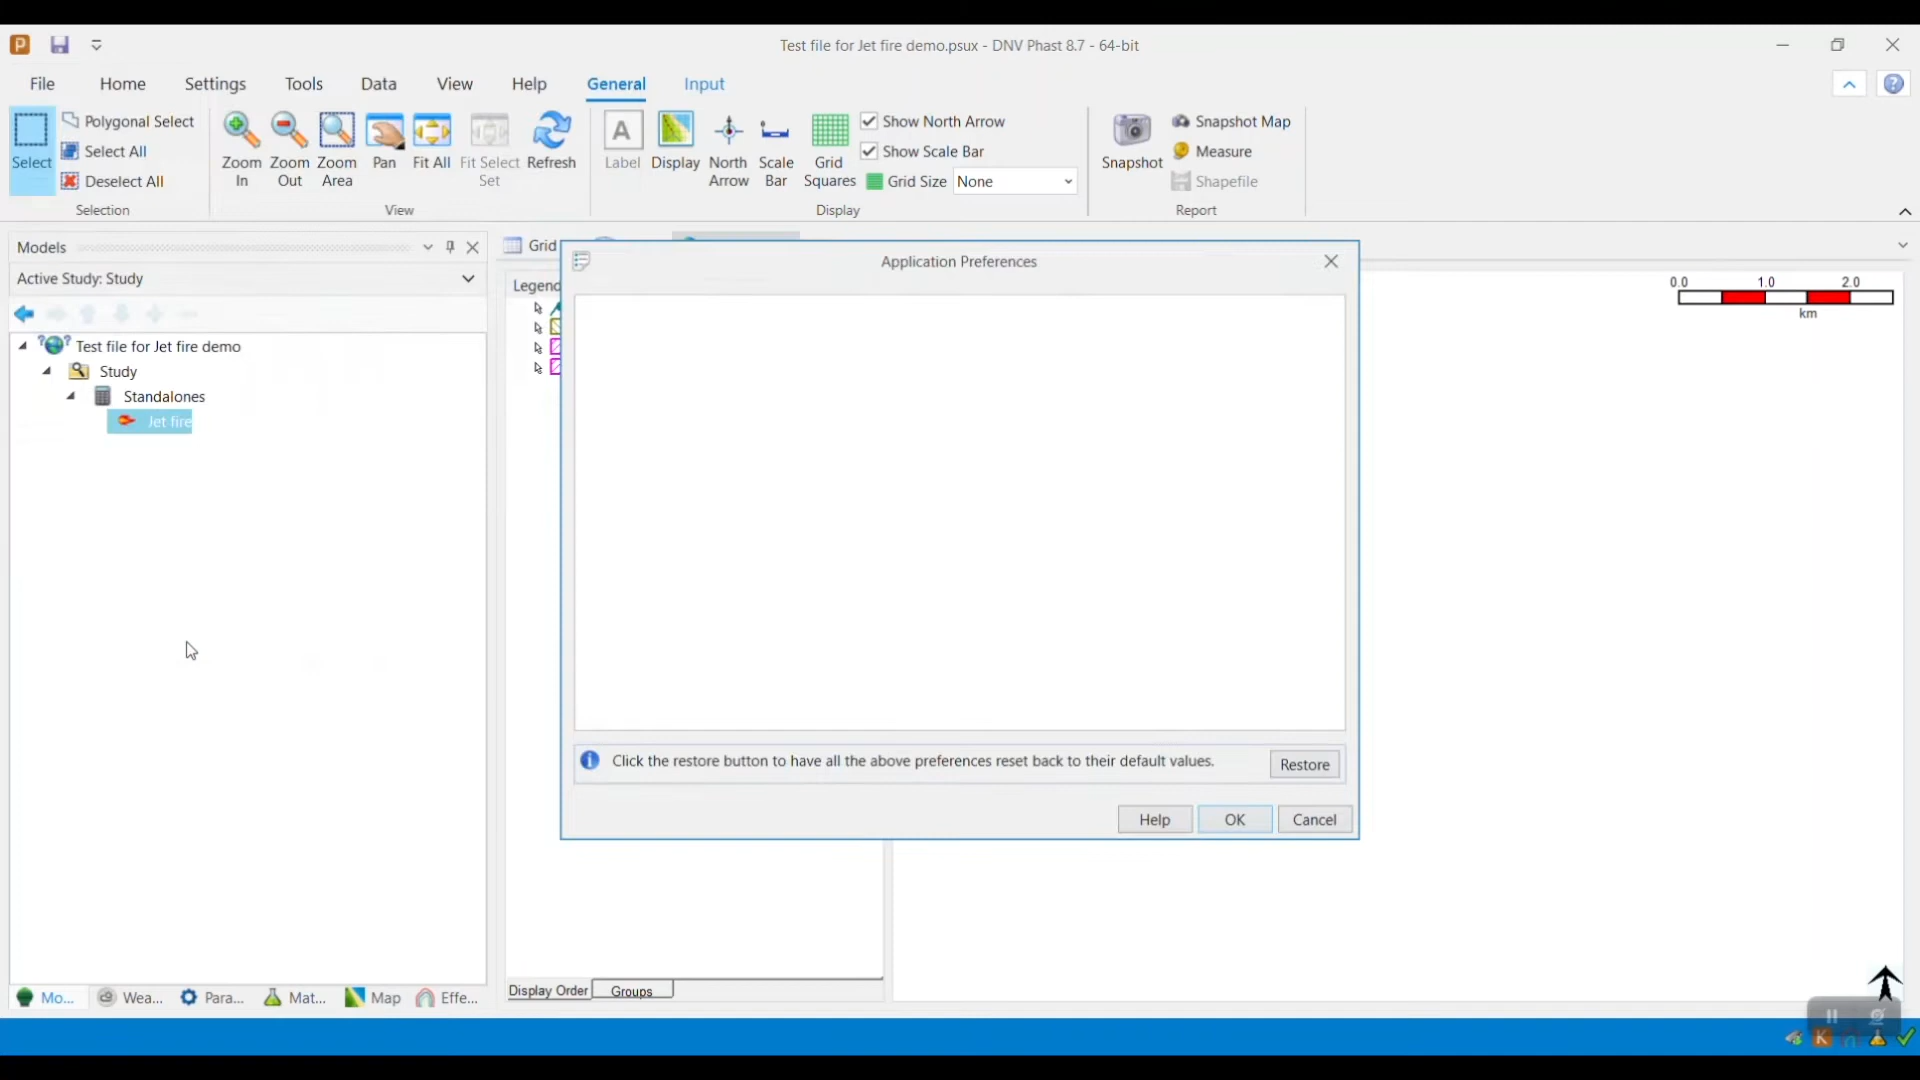 P
Test file for Jet fire demo.psux - DNV Phast 8.7 - 64-bit
File Home Settings Tools Data View Help General Input
Select
Polygonal Select
Select All
Deselect All
Selection
Zoom In
Zoom Out
Zoom Area
Pan
Fit All
Fit Select Set
Refresh
View
A
Label
Display
North Arrow
Scale Bar
Grid Squares
Show North Arrow
Show Scale Bar
Grid Size None
Display
Snapshot
Snapshot Map
Measure
Shapefile
Report
Models
Active Study: Study
Test file for Jet fire demo
Study
Standalones
Jet fire
Mo... Wea... Para... Mat... Map Effe...
Grid
Legend
Display Order Groups
Application Preferences
Click the restore button to have all the above preferences reset back to their default values.
Restore
Help OK Cancel
0.0 1.0 2.0
km
K